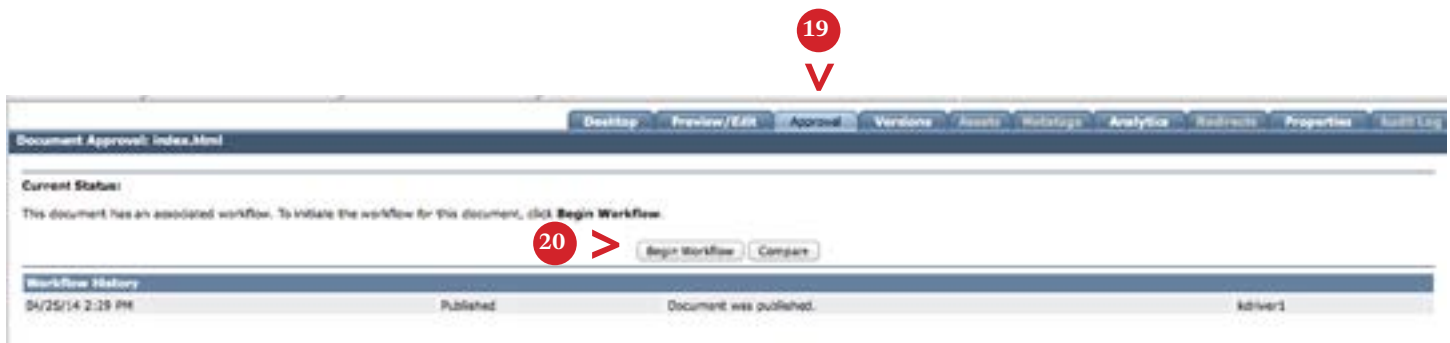 19
V
Desktop Preview/Edit Approval Versions Assets Metatags Analytics Redirects Properties Audit Log
Document Approval: index.html
Current Status:
This document has an associated workflow. To initiate the workflow for this document, click Begin Workflow.
20 > Begin Workflow Compare
Workflow History
04/25/14 2:29 PM Published Document was published. kdriver1